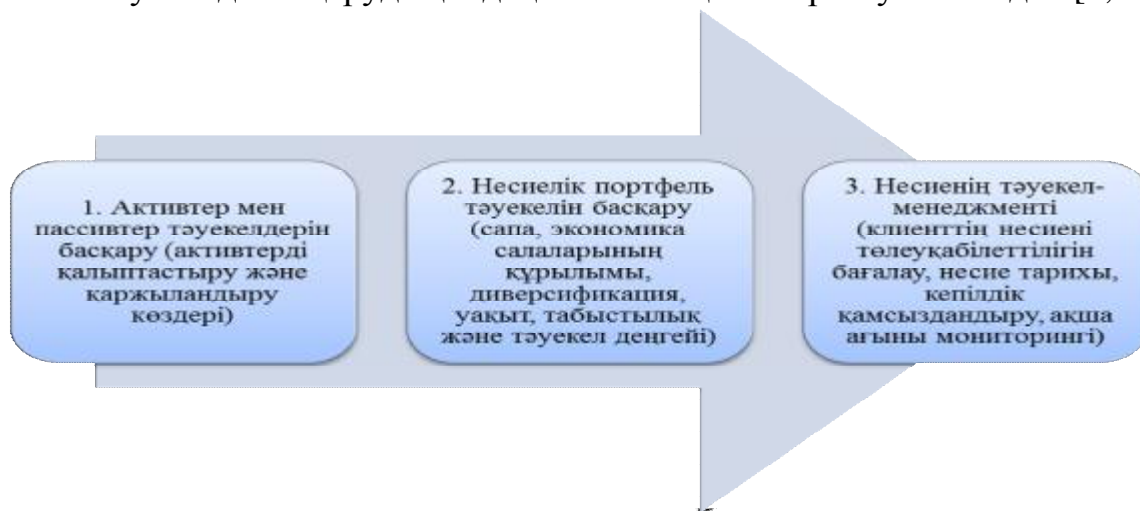 1. Активтер мен
пассивтер тәуекелдерін
басқару (активтерді
қалыптастыру және
қаржыландыру
көздері)
2. Несиелік портфель
тәуекелін басқару
(сапа, экономика
салаларының
құрылымы,
диверсификация,
уақыт, табыстылық
және тәуекел деңгейі)
3. Несиенің тәуекел-
менеджменті
(клиенттің несиені
төлеуқабілеттілігін
бағалау, несие тарихы,
кепілдік
қамсыздандыру, ақша
ағыны мониторингі)